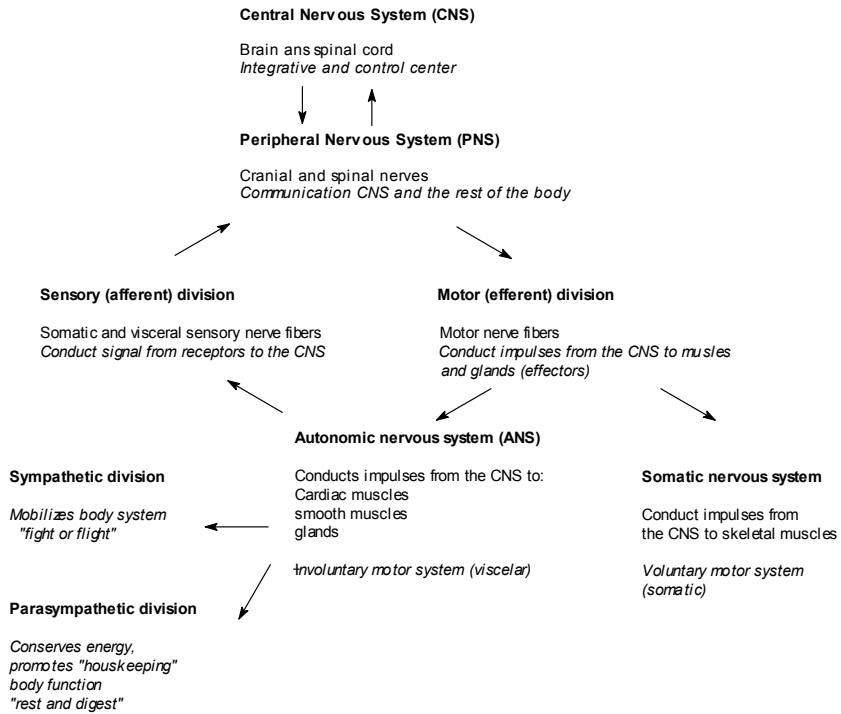 Central Nervous System (CNS)
Brain ans spinal cord
Integrative and control center
Peripheral Nervous System (PNS)
Cranial and spinal nerves
Communication CNS and the rest of the body
Sensory (afferent) division
Somatic and visceral sensory nerve fibers
Conduct signal from receptors to the CNS
Motor (efferent) division
Motor nerve fibers
Conduct impulses from the CNS to musles
and glands (effectors)
Autonomic nervous system (ANS)
Conducts impulses from the CNS to:
Cardiac muscles
smooth muscles
glands
Involuntary motor system (viscelar)
Sympathetic division
Mobilizes body system
"fight or flight"
Parasympathetic division
Conserves energy,
promotes "houskeeping"
body function
"rest and digest"
Somatic nervous system
Conduct impulses from
the CNS to skeletal muscles
Voluntary motor system
(somatic)